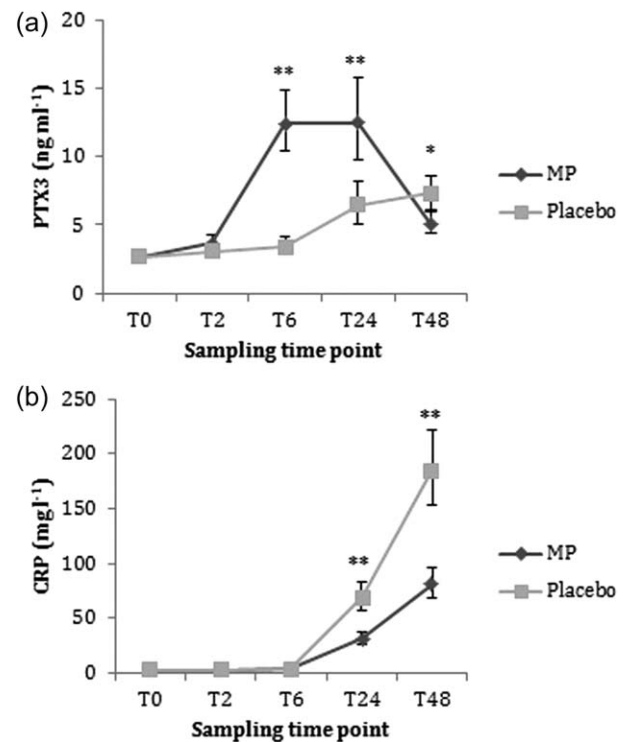 (a)
20
15
10
5
0
PTX3 (ng ml-1)
**
**
*
MP
Placebo
T0 T2 T6 T24 T48
Sampling time point
(b)
250
200
150
100
50
0
CRP (mg l-1)
**
**
MP
Placebo
T0 T2 T6 T24 T48
Sampling time point